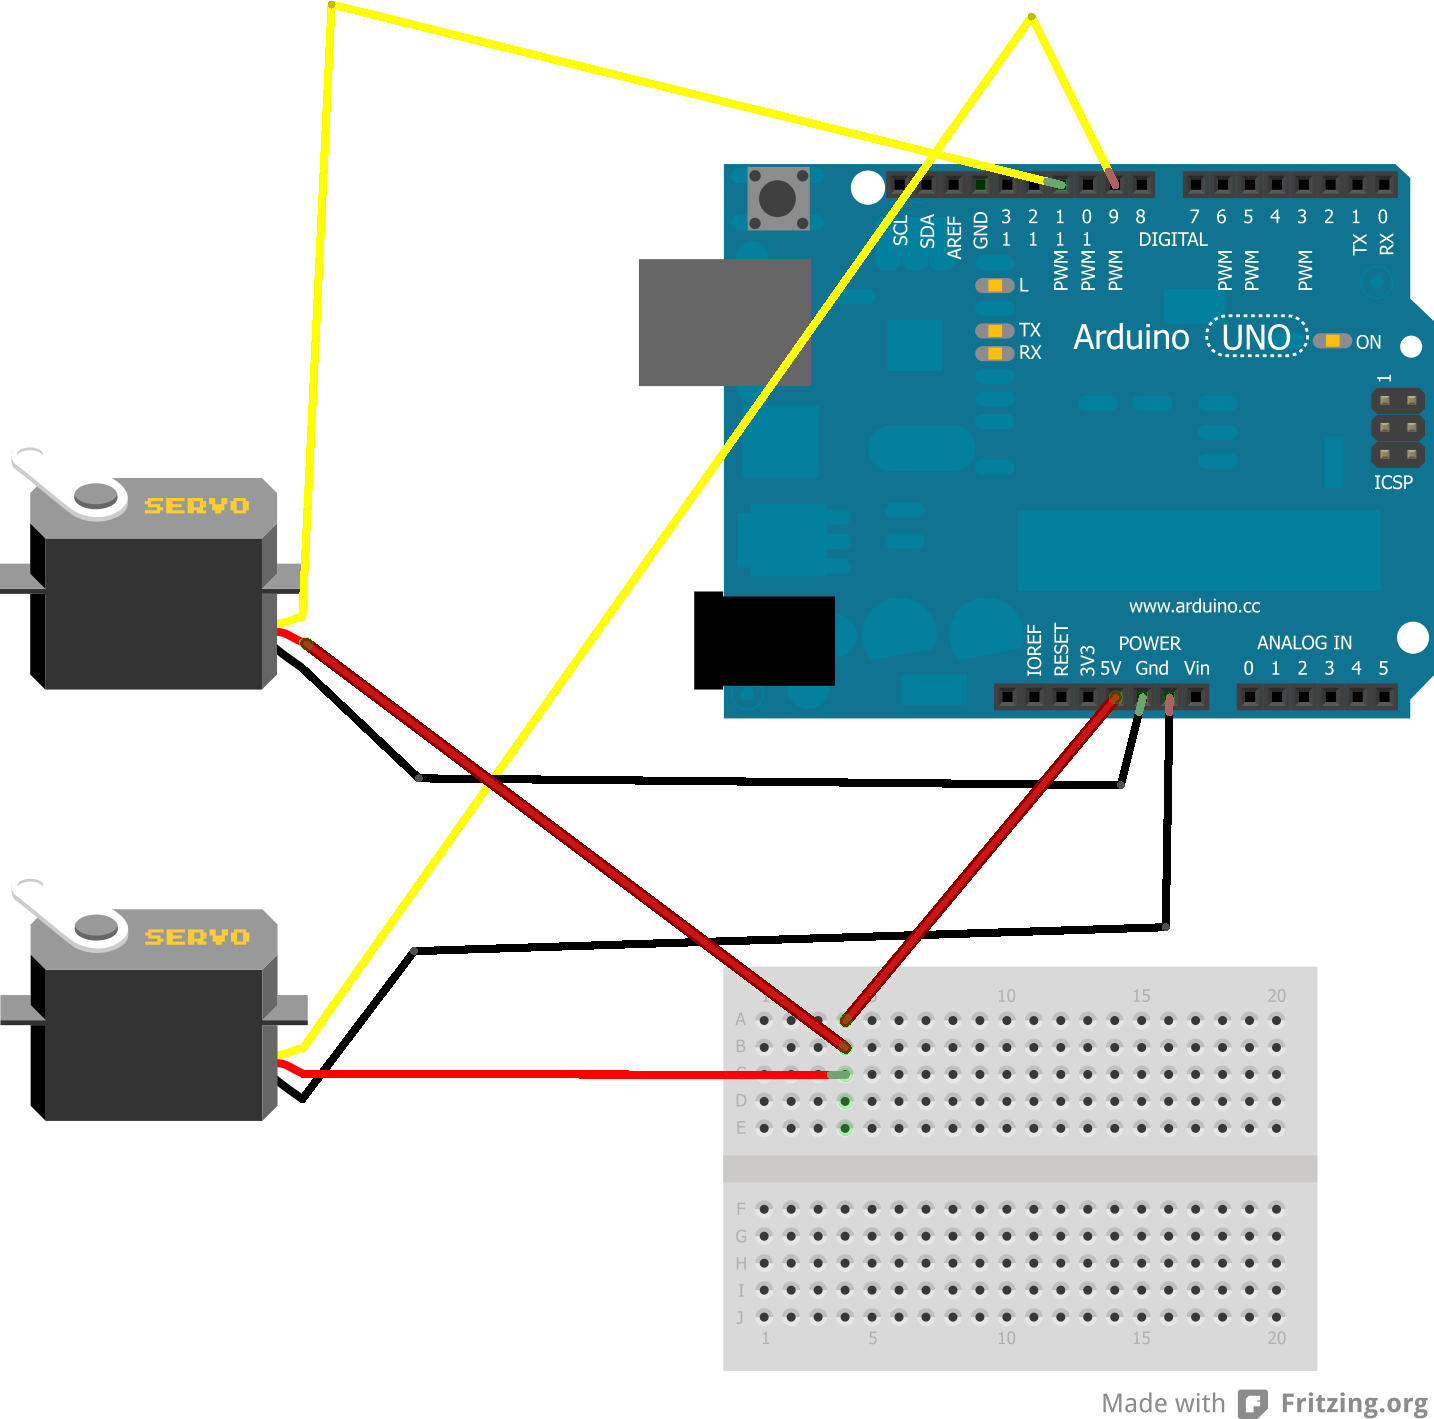 SCL SDA AREF GND 13 12 11 10 9 8 7 6 5 4 3 2 1 0
PWM PWM PWM DIGITAL PWM PWM PWM TX RX
L
TX
RX
Arduino UNO ON
1
ICSP
SERVO
www.arduino.cc
IOREF RESET 3V3 5V Gnd Vin
POWER
ANALOG IN
0 1 2 3 4 5
SERVO
10 15 20
A
B
D
E
F
G
H
I
J
1 5 10 15 20
Made with Fritzing.org